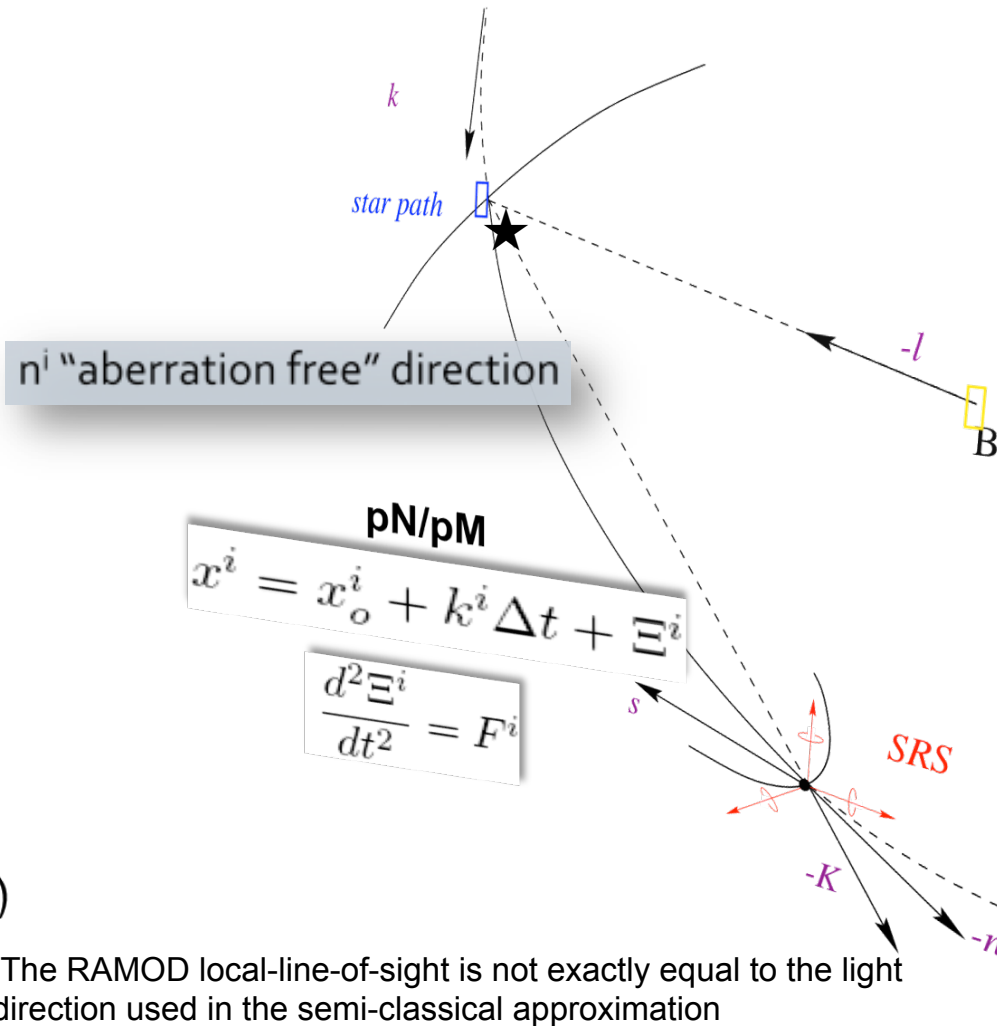 k
star path
-l
B
nⁱ "aberration free" direction
pN/pM
xⁱ = xₒⁱ + kⁱΔt + Ξⁱ
d²Ξⁱ/dt² = Fⁱ
s
SRS
-K
-n
)
The RAMOD local-line-of-sight is not exactly equal to the light
direction used in the semi-classical approximation